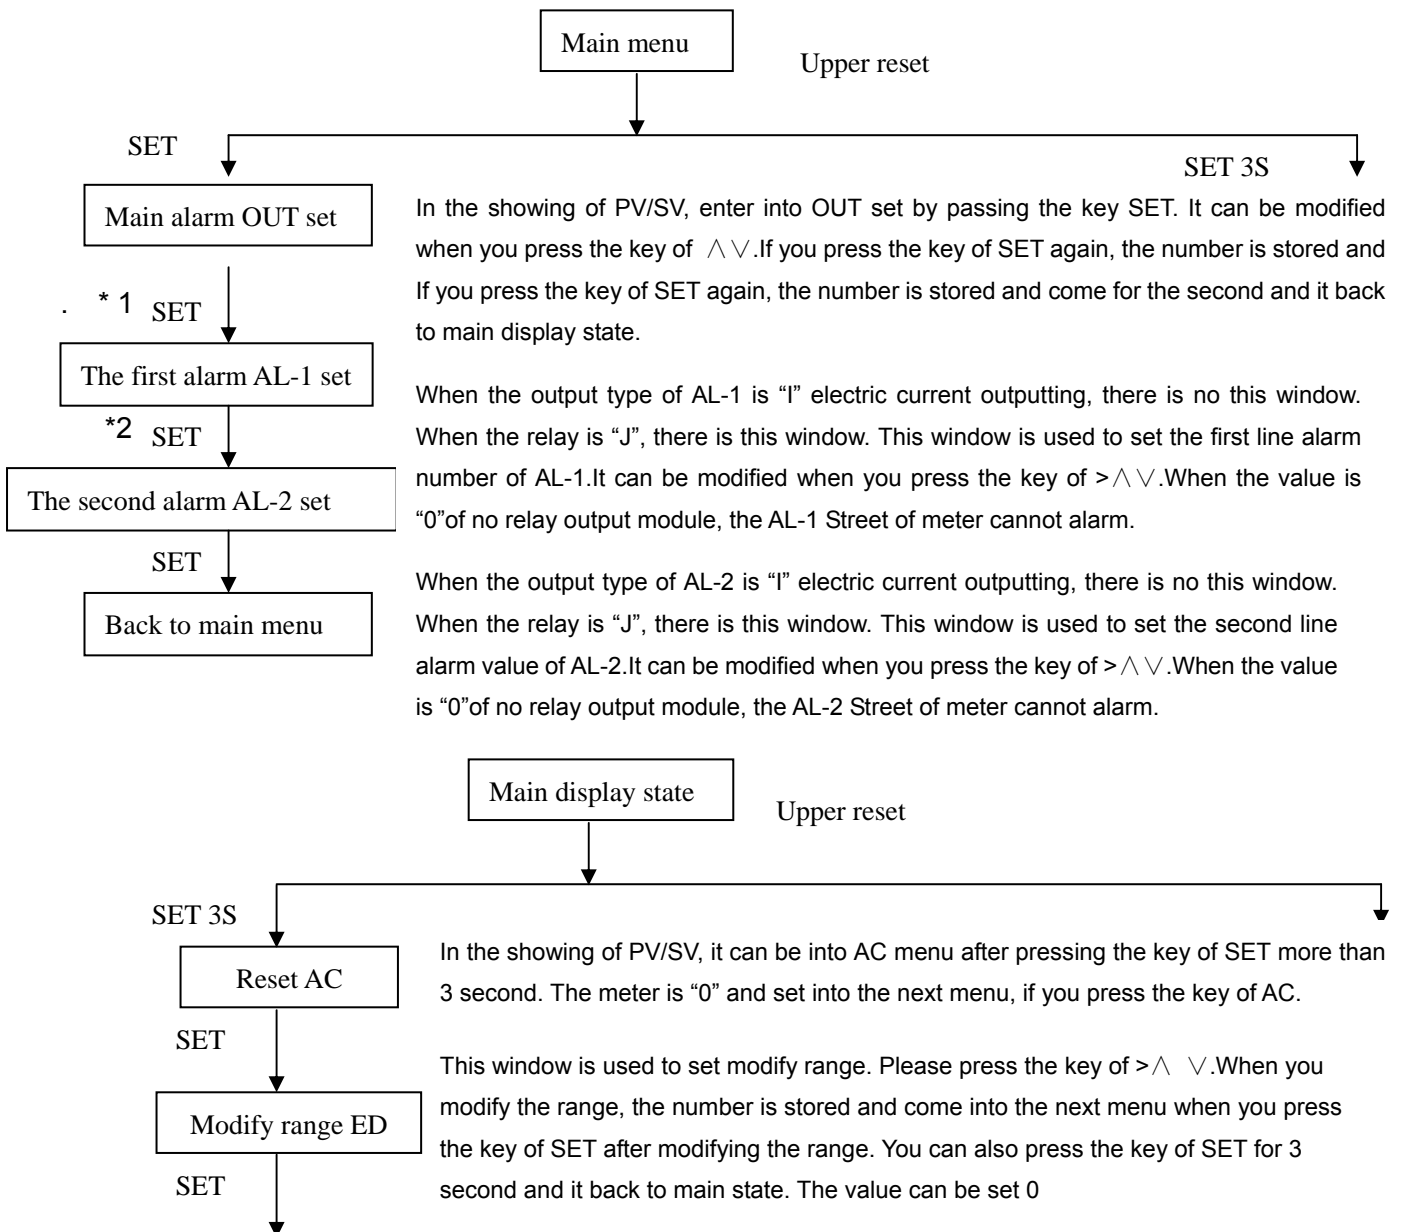 Main menu
Upper reset
SET
SET 3S
Main alarm OUT set
In the showing of PV/SV, enter into OUT set by passing the key SET. It can be modified
when you press the key of ∧∨.If you press the key of SET again, the number is stored and
If you press the key of SET again, the number is stored and come for the second and it back
to main display state.
. * 1 SET
The first alarm AL-1 set
When the output type of AL-1 is “I” electric current outputting, there is no this window.
When the relay is “J”, there is this window. This window is used to set the first line alarm
number of AL-1.It can be modified when you press the key of >∧∨.When the value is
“0”of no relay output module, the AL-1 Street of meter cannot alarm.
*2 SET
The second alarm AL-2 set
SET
Back to main menu
When the output type of AL-2 is “I” electric current outputting, there is no this window.
When the relay is “J”, there is this window. This window is used to set the second line
alarm value of AL-2.It can be modified when you press the key of >∧∨.When the value
is “0”of no relay output module, the AL-2 Street of meter cannot alarm.
Main display state
Upper reset
SET 3S
Reset AC
In the showing of PV/SV, it can be into AC menu after pressing the key of SET more than
3 second. The meter is “0” and set into the next menu, if you press the key of AC.
SET
Modify range ED
This window is used to set modify range. Please press the key of >∧ ∨.When you
modify the range, the number is stored and come into the next menu when you press
the key of SET after modifying the range. You can also press the key of SET for 3
second and it back to main state. The value can be set 0
SET